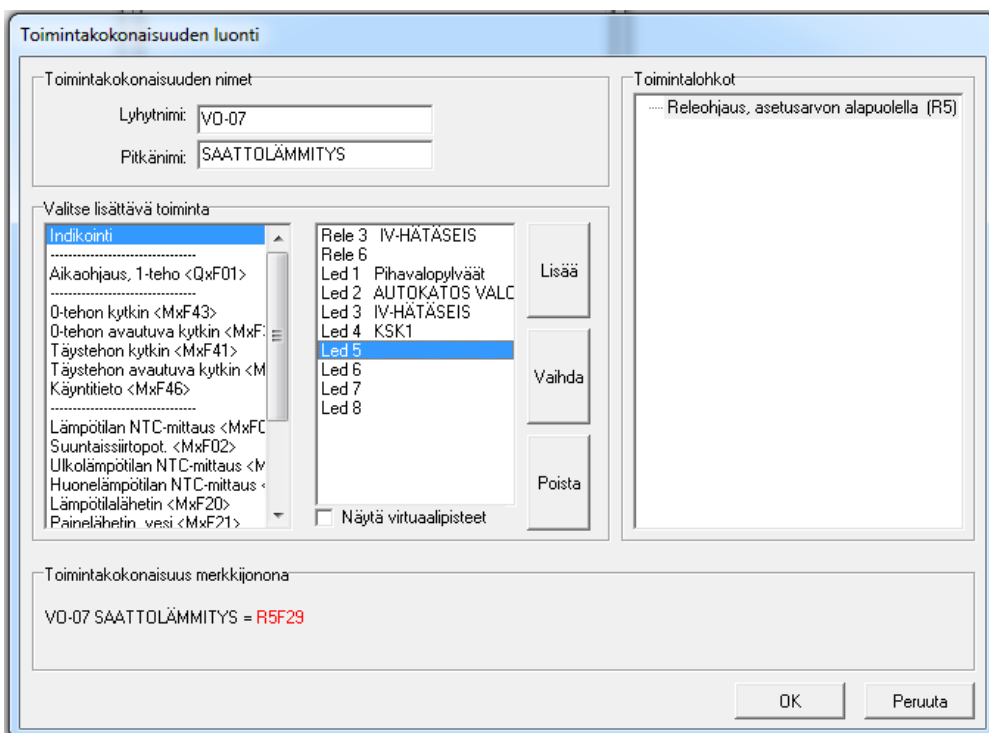 Toimintakokonaisuuden luonti
Toimintakokonaisuuden nimet
Lyhytnimi: VO-07
Pitkänimi: SAATTOLÄMMITYS
Valitse lisättävä toiminta
Indikointi
--------------------------------
Aikaohjaus, 1-teho <QxF01>
--------------------------------
0-tehon kytkin <MxF43>
0-tehon avautuva kytkin <MxF
Täystehon kytkin <MxF41>
Täystehon avautuva kytkin <M
Käyntitieto <MxF46>
--------------------------------
Lämpötilan NTC-mittaus <MxF0
Suuntaissiirtopot. <MxF02>
Ulkolämpötilan NTC-mittaus <M
Huonelämpötilan NTC-mittaus <
Lämpötilalähetin <MxF20>
Painelähetin, vesi <MxF21>
Rele 3 IV-HÄTÄSEIS
Rele 6
Led 1 Pihavalopylväät
Led 2 AUTOKATOS VALO
Led 3 IV-HÄTÄSEIS
Led 4 KSK1
Led 5
Led 6
Led 7
Led 8
Näytä virtuaalipisteet
Lisää
Vaihda
Poista
Toimintalohkot
Releohjaus, asetusarvon alapuolella (R5)
Toimintakokonaisuus merkkijonona
VO-07 SAATTOLÄMMITYS = R5F29
OK
Peruuta